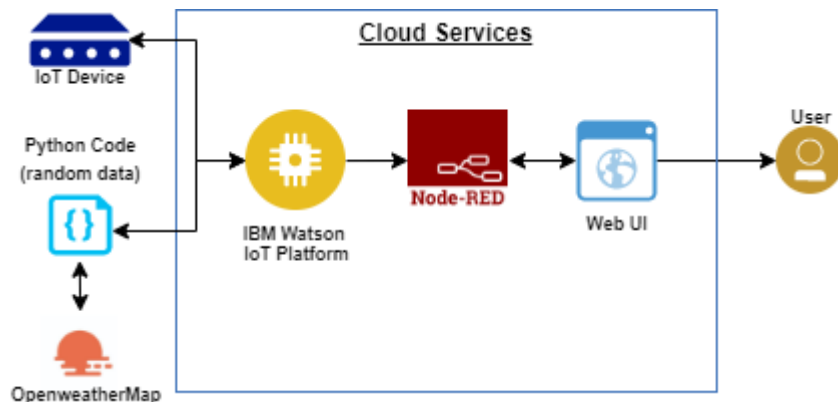 Cloud Services
IoT Device
Python Code
(random data)
{}
OpenweatherMap
IBM Watson
IoT Platform
Node-RED
Web UI
User